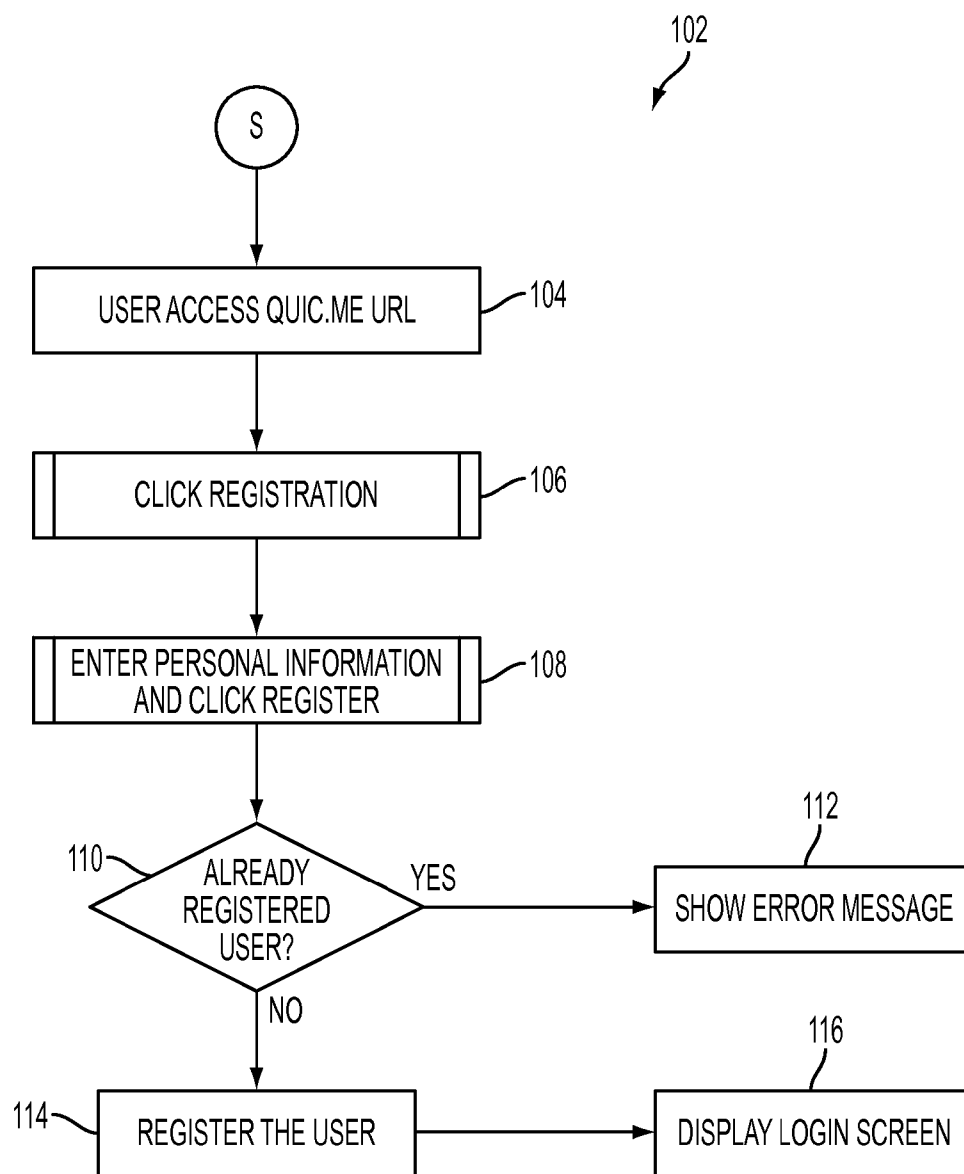 102
S
USER ACCESS QUIC.ME URL
104
CLICK REGISTRATION
106
ENTER PERSONAL INFORMATION
AND CLICK REGISTER
108
110
ALREADY
REGISTERED
USER?
YES
112
SHOW ERROR MESSAGE
NO
114
REGISTER THE USER
116
DISPLAY LOGIN SCREEN